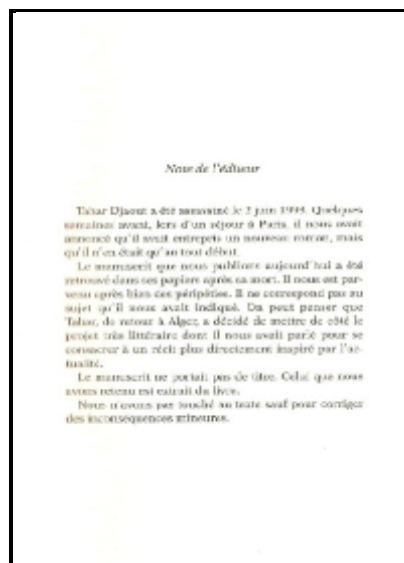 Note de l'éditeur
Tahar Djaout a été assassiné le 2 juin 1993. Quelques
semaines avant, lors d'un séjour à Paris, il nous avait
annoncé qu'il avait entrepris un nouveau roman, mais
qu'il n'en était qu'au tout début.
Le manuscrit que nous publions aujourd'hui a été
retrouvé dans ses papiers après sa mort. Il nous est par-
venu après bien des péripéties. Il ne correspond pas au
sujet qu'il nous avait indiqué. On peut penser que
Tahar, de retour à Alger, a décidé de mettre de côté le
projet très littéraire dont il nous avait parlé pour se
consacrer à un récit plus directement inspiré par l'ac-
tualité.
Le manuscrit ne portait pas de titre. Celui que nous
avons retenu est extrait du livre.
Nous n'avons pas touché au texte sauf pour corriger
des inconséquences mineures.